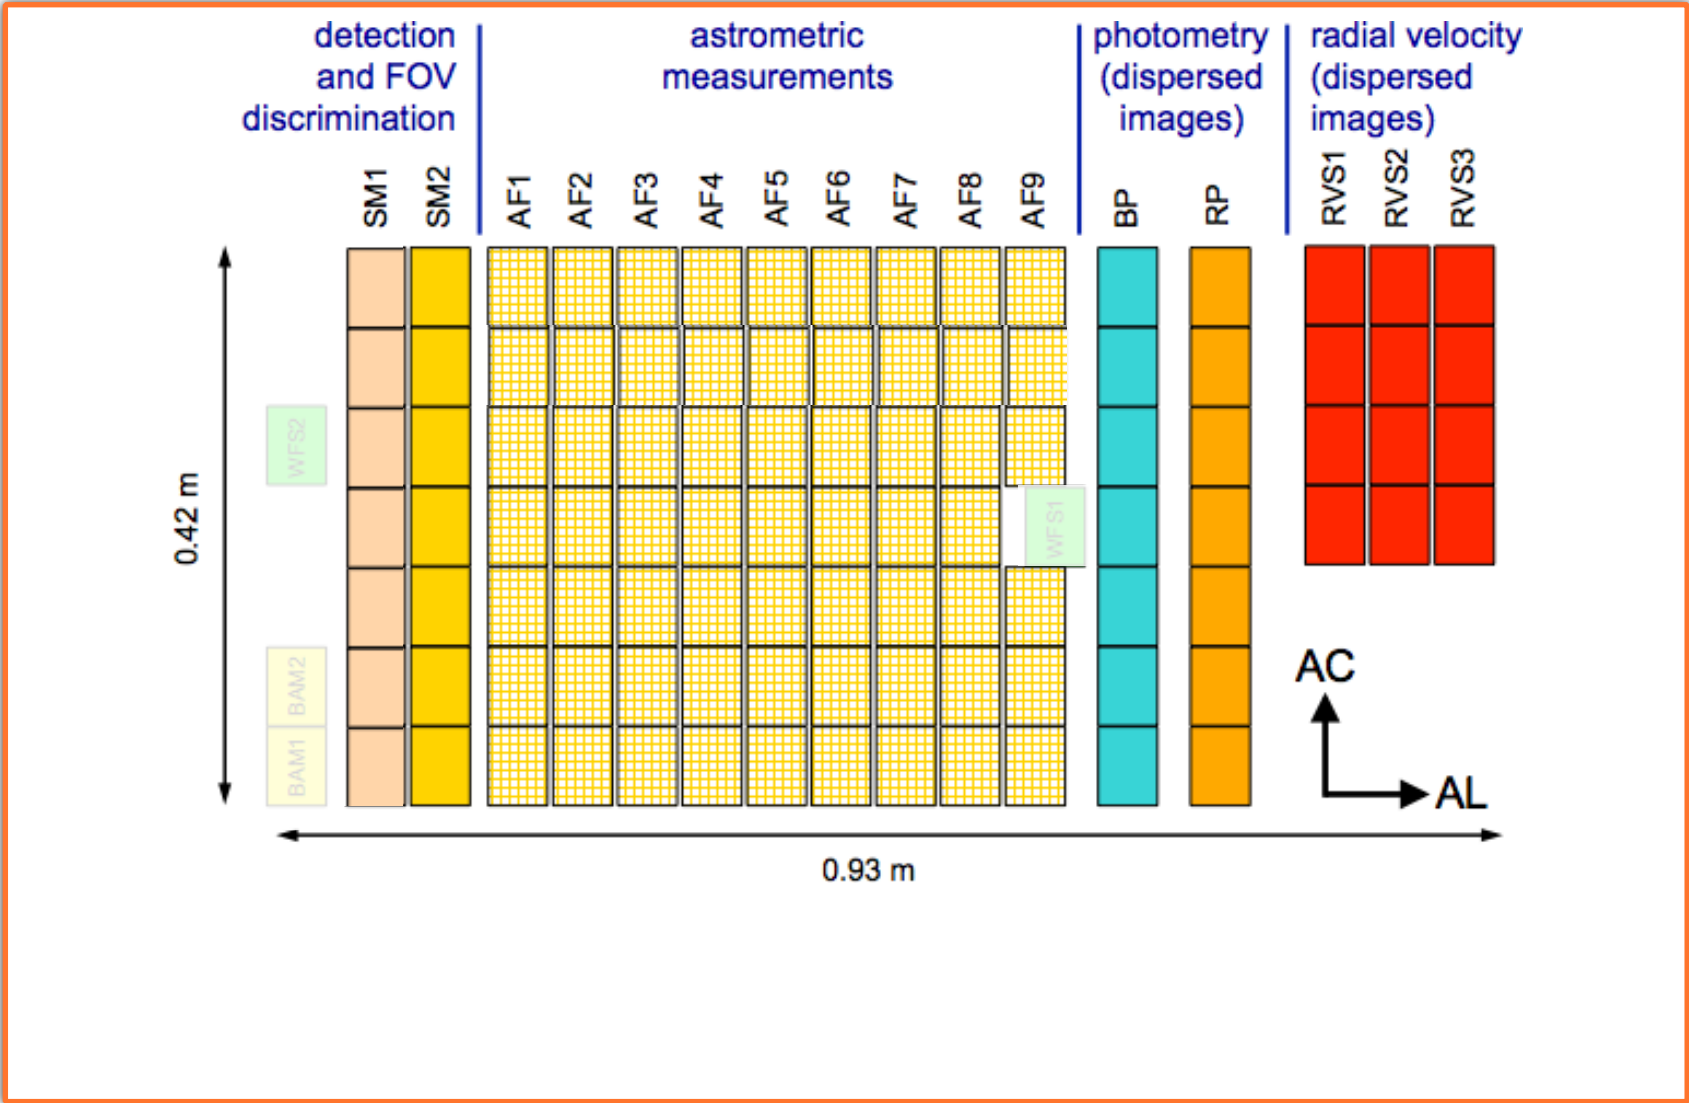 detection
and FOV
discrimination
astrometric
measurements
photometry
(dispersed
images)
radial velocity
(dispersed
images)
SM1
SM2
AF1
AF2
AF3
AF4
AF5
AF6
AF7
AF8
AF9
BP
RP
RVS1
RVS2
RVS3
WFS2
0.42 m
WFS1
BAM2
BAM1
AC
AL
0.93 m